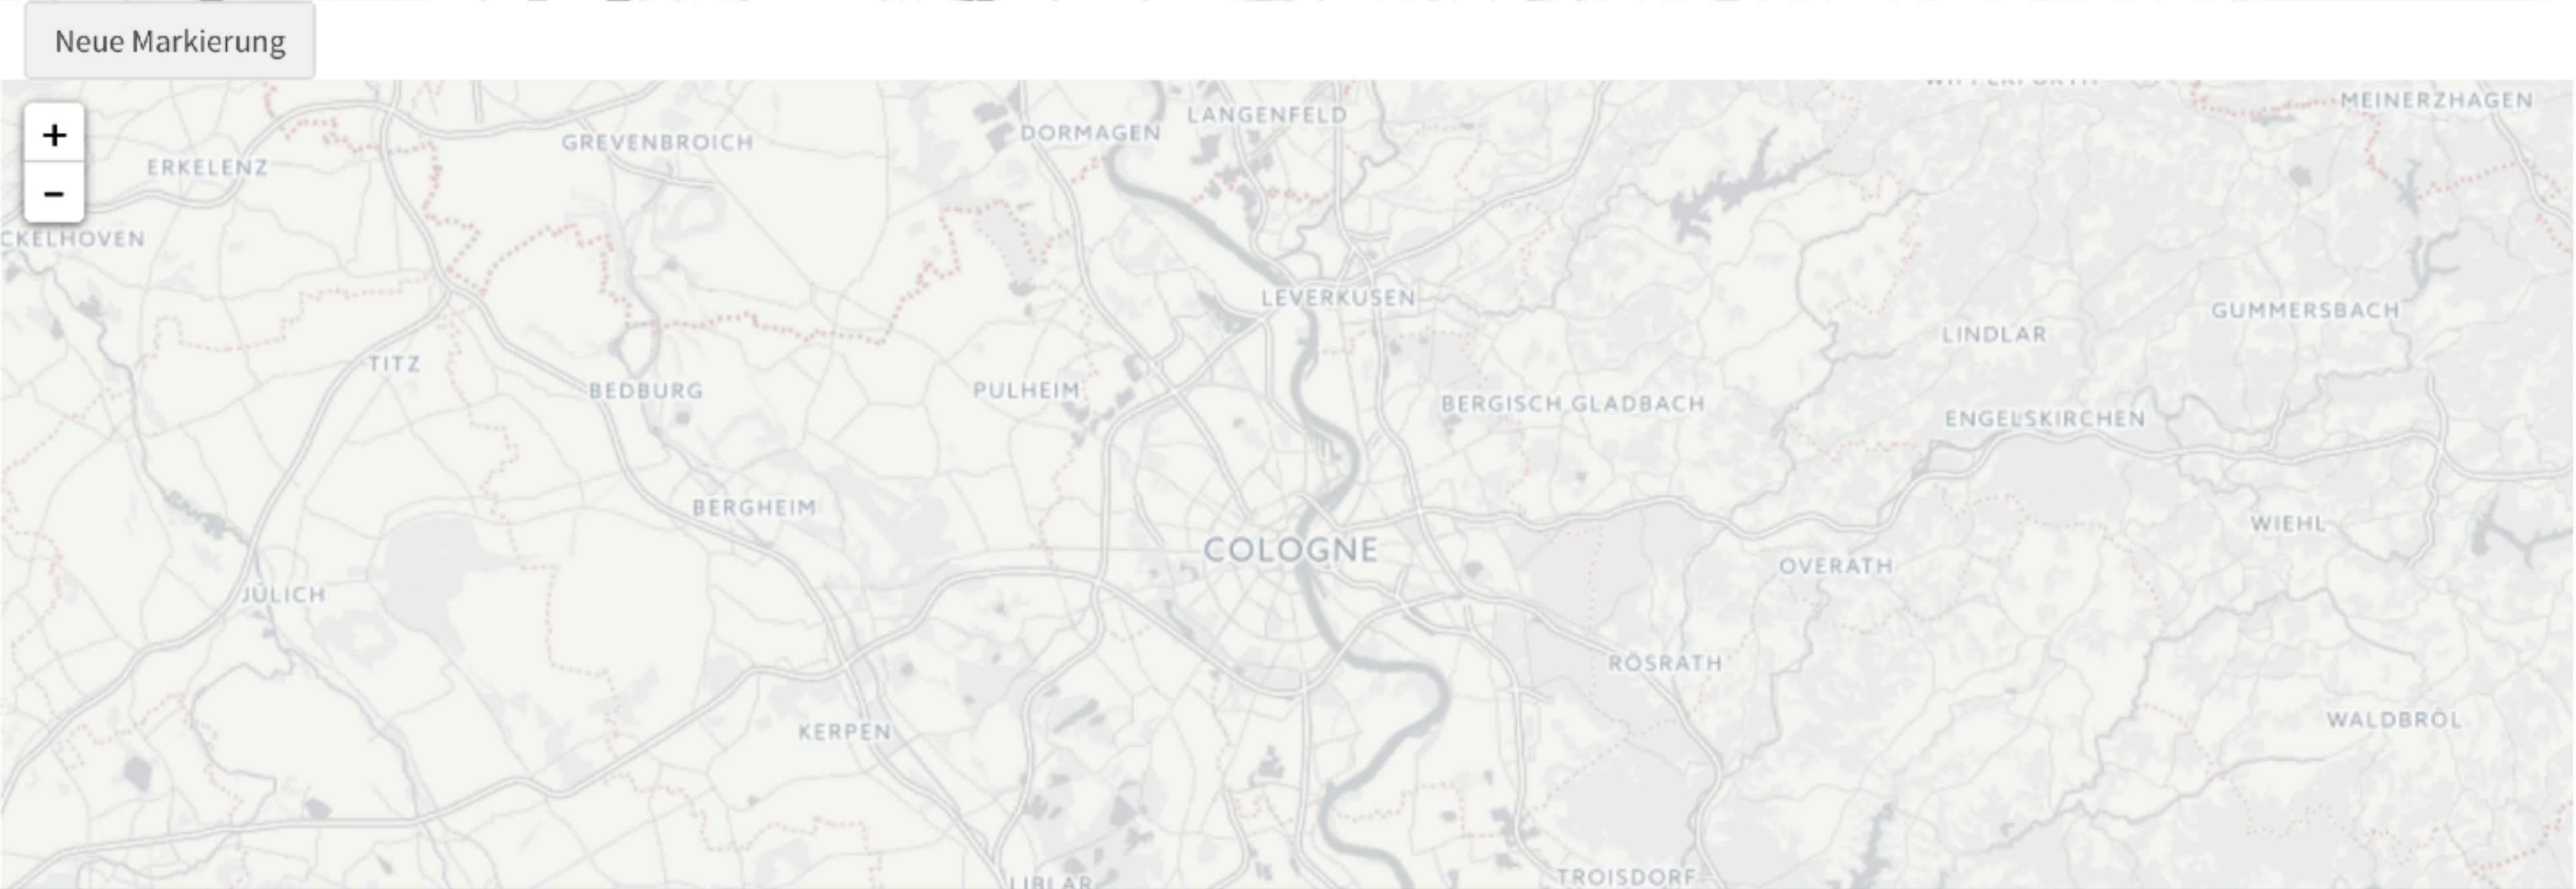 Neue Markierung
+
−
MEINERZHAGEN
LANGENFELD
DORMAGEN
GREVENBROICH
ERKELENZ
CKELHOVEN
LEVERKUSEN
GUMMERSBACH
LINDLAR
TITZ
BEDBURG
PULHEIM
BERGISCH GLADBACH
ENGELSKIRCHEN
BERGHEIM
WIEHL
COLOGNE
OVERATH
JÜLICH
RÖSRATH
WALDBRÖL
KERPEN
TROISDORF
LIBLAR